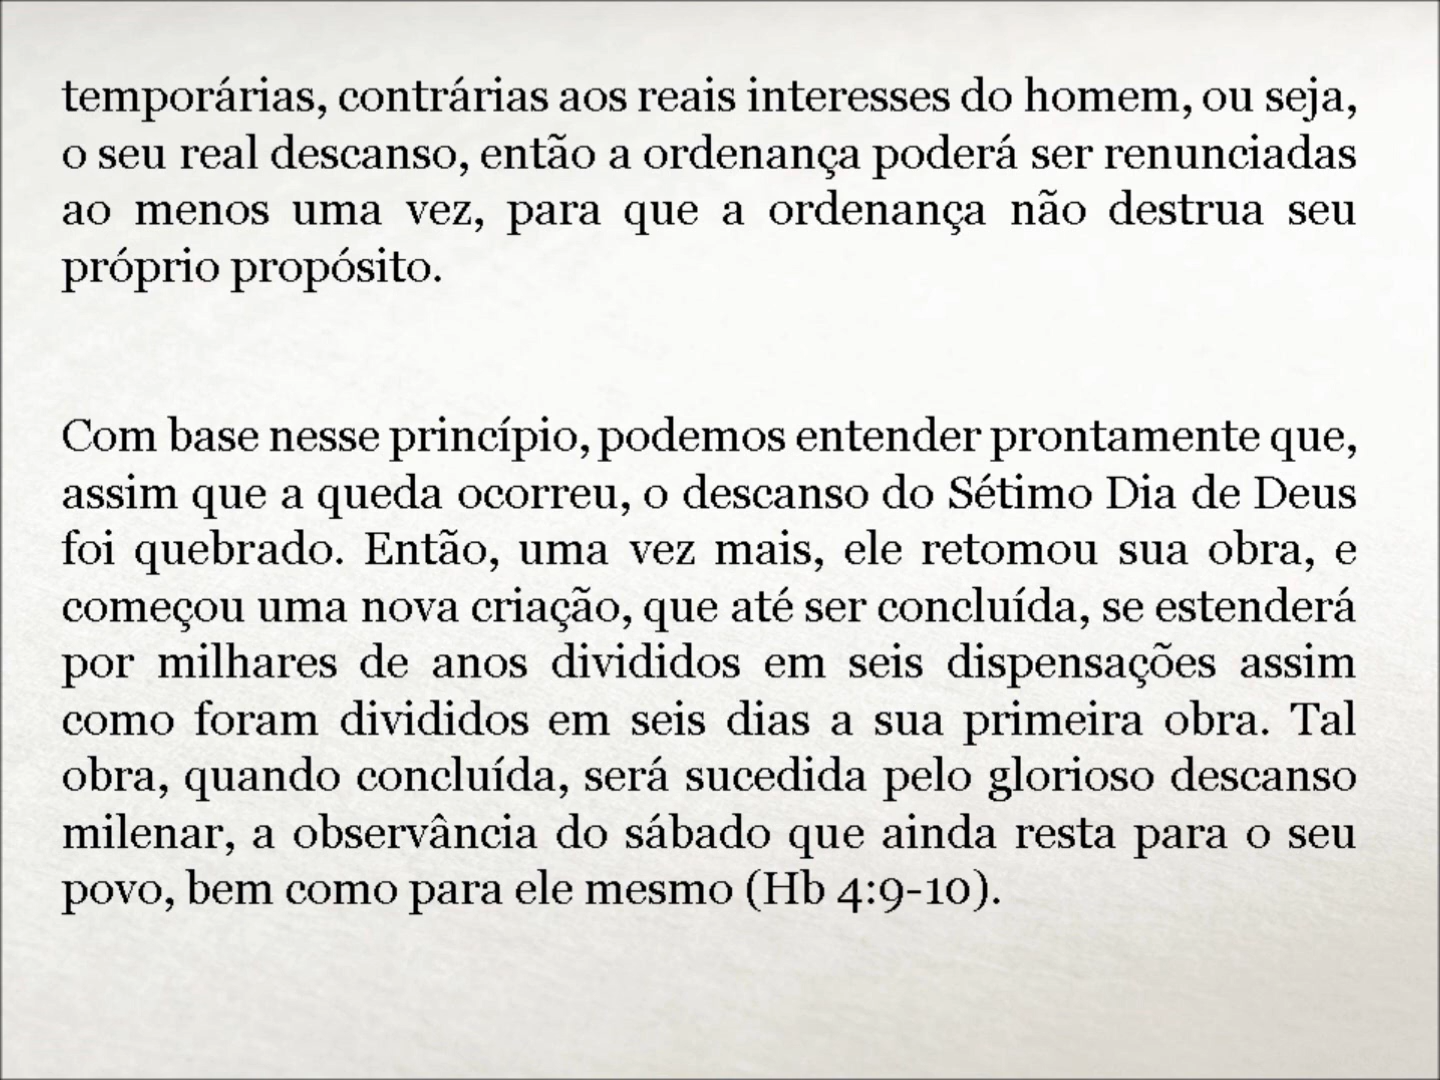 temporárias, contrárias aos reais interesses do homem, ou seja,
o seu real descanso, então a ordenança poderá ser renunciadas
ao menos uma vez, para que a ordenança não destrua seu
próprio propósito.
Com base nesse princípio, podemos entender prontamente que,
assim que a queda ocorreu, o descanso do Sétimo Dia de Deus
foi quebrado. Então, uma vez mais, ele retomou sua obra, e
começou uma nova criação, que até ser concluída, se estenderá
por milhares de anos divididos em seis dispensações assim
como foram divididos em seis dias a sua primeira obra. Tal
obra, quando concluída, será sucedida pelo glorioso descanso
milenar, a observância do sábado que ainda resta para o seu
povo, bem como para ele mesmo (Hb 4:9-10).